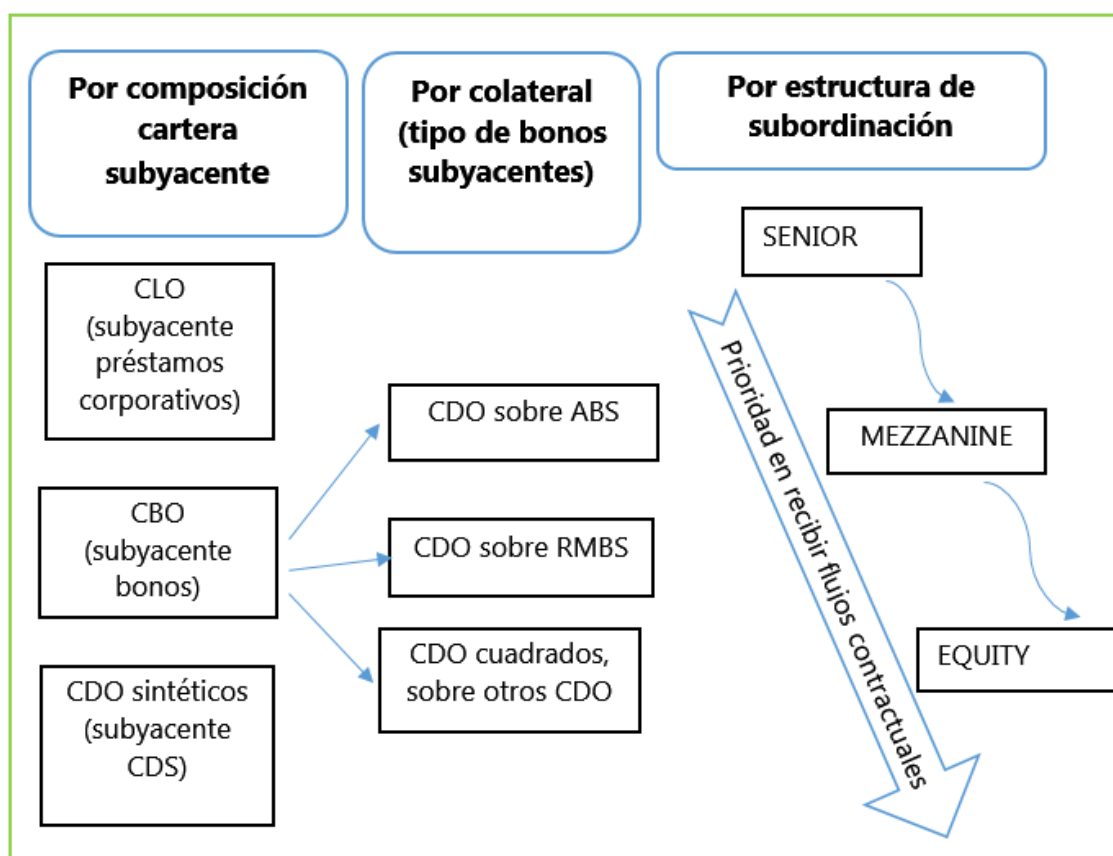 Por composición
cartera
subyacente
Por colateral
(tipo de bonos
subyacentes)
Por estructura de
subordinación
CLO
(subyacente
préstamos
corporativos)
CBO
(subyacente
bonos)
CDO sintéticos
(subyacente
CDS)
CDO sobre ABS
CDO sobre RMBS
CDO cuadrados,
sobre otros CDO
SENIOR
MEZZANINE
EQUITY
Prioridad en recibir flujos contractuales